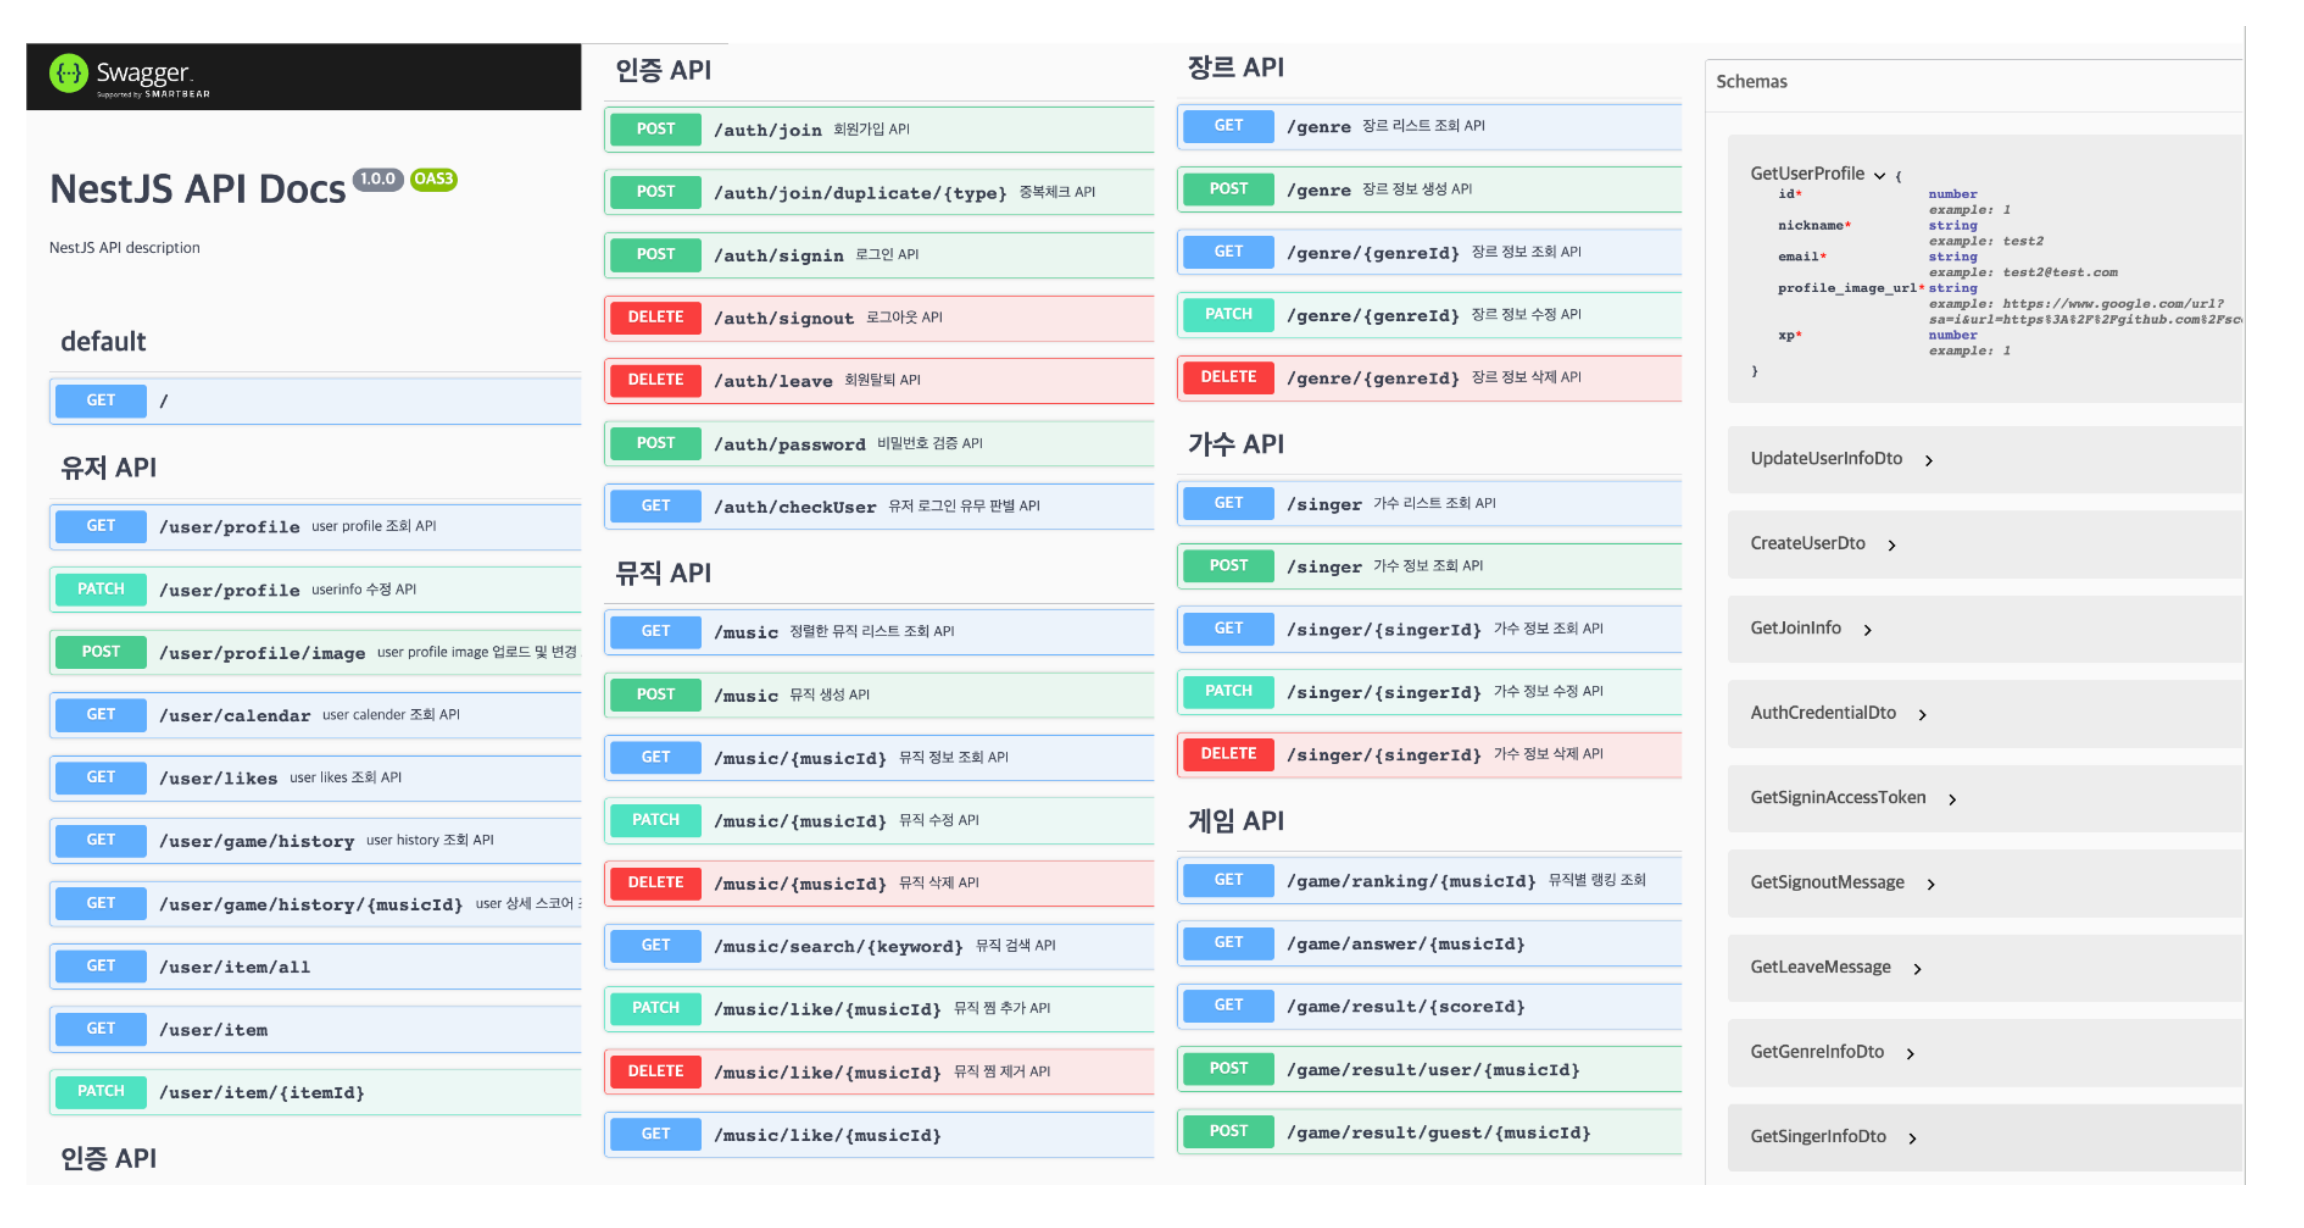 Swagger.
Supported by SMARTBEAR
NestJS API Docs 1.0.0 OAS3
NestJS API description
default
GET /
유저 API
GET /user/profile user profile 조회 API
PATCH /user/profile userinfo 수정 API
POST /user/profile/image user profile image 업로드 및 변경
GET /user/calendar user calender 조회 API
GET /user/likes user likes 조회 API
GET /user/game/history user history 조회 API
GET /user/game/history/{musicId} user 상세 스코어
GET /user/item/all
GET /user/item
PATCH /user/item/{itemId}
인증 API
인증 API
POST /auth/join 회원가입 API
POST /auth/join/duplicate/{type} 중복체크 API
POST /auth/signin 로그인 API
DELETE /auth/signout 로그아웃 API
DELETE /auth/leave 회원탈퇴 API
POST /auth/password 비밀번호 검증 API
GET /auth/checkUser 유저 로그인 유무 판별 API
뮤직 API
GET /music 정렬한 뮤직 리스트 조회 API
POST /music 뮤직 생성 API
GET /music/{musicId} 뮤직 정보 조회 API
PATCH /music/{musicId} 뮤직 수정 API
DELETE /music/{musicId} 뮤직 삭제 API
GET /music/search/{keyword} 뮤직 검색 API
PATCH /music/like/{musicId} 뮤직 찜 추가 API
DELETE /music/like/{musicId} 뮤직 찜 제거 API
GET /music/like/{musicId}
장르 API
GET /genre 장르 리스트 조회 API
POST /genre 장르 정보 생성 API
GET /genre/{genreId} 장르 정보 조회 API
PATCH /genre/{genreId} 장르 정보 수정 API
DELETE /genre/{genreId} 장르 정보 삭제 API
가수 API
GET /singer 가수 리스트 조회 API
POST /singer 가수 정보 조회 API
GET /singer/{singerId} 가수 정보 조회 API
PATCH /singer/{singerId} 가수 정보 수정 API
DELETE /singer/{singerId} 가수 정보 삭제 API
게임 API
GET /game/ranking/{musicId} 뮤직별 랭킹 조회
GET /game/answer/{musicId}
GET /game/result/{scoreId}
POST /game/result/user/{musicId}
POST /game/result/guest/{musicId}
Schemas
GetUserProfile {
id* number
example: 1
nickname* string
example: test2
email* string
example: test2@test.com
profile_image_url* string
example: https://www.google.com/url?
sa=i&url=https%3A%2F%2Fgithub.com%2Fsc
xp* number
example: 1
}
UpdateUserInfoDto
CreateUserDto
GetJoinInfo
AuthCredentialDto
GetSigninAccessToken
GetSignoutMessage
GetLeaveMessage
GetGenreInfoDto
GetSingerInfoDto